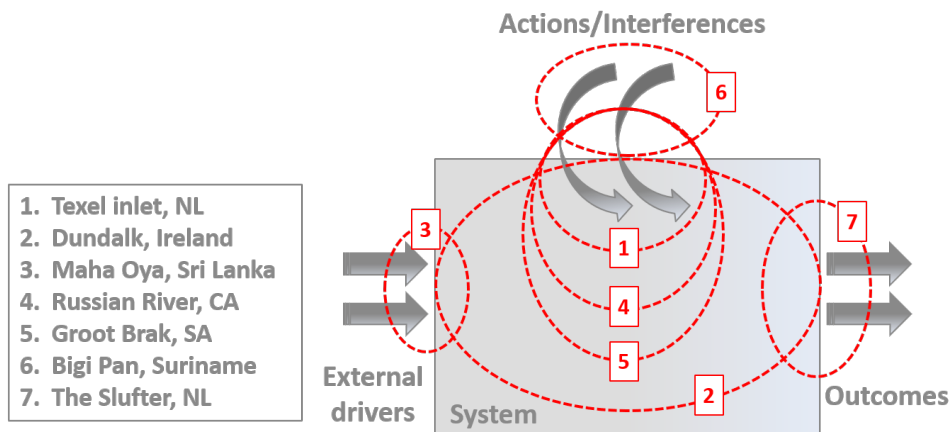 Actions/Interferences
6
1. Texel inlet, NL
2. Dundalk, Ireland
3. Maha Oya, Sri Lanka
4. Russian River, CA
5. Groot Brak, SA
6. Bigi Pan, Suriname
7. The Slufter, NL
3
7
1
4
5
2
External
drivers
System
Outcomes